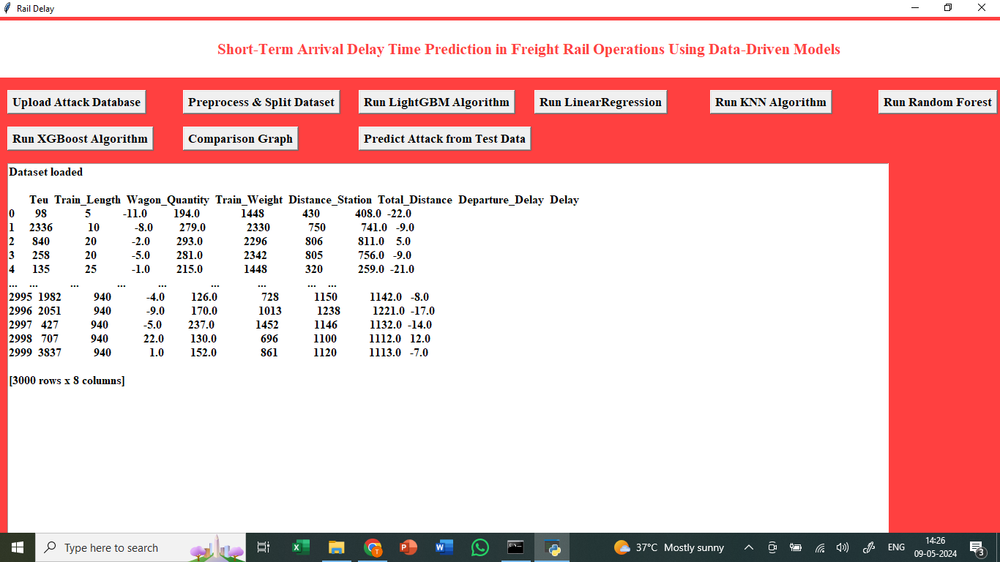 Rail Delay
Short-Term Arrival Delay Time Prediction in Freight Rail Operations Using Data-Driven Models
Upload Attack Database Preprocess & Split Dataset Run LightGBM Algorithm Run LinearRegression Run KNN Algorithm Run Random Forest
Run XGBoost Algorithm Comparison Graph Predict Attack from Test Data
Dataset loaded
Teu Train_Length Wagon_Quantity Train_Weight Distance_Station Total_Distance Departure_Delay Delay
0 98 5 -11.0 194.0 1448 430 408.0 -22.0
1 2336 10 -8.0 279.0 2330 750 741.0 -9.0
2 840 20 -2.0 293.0 2296 806 811.0 5.0
3 258 20 -5.0 281.0 2342 805 756.0 -9.0
4 135 25 -1.0 215.0 1448 320 259.0 -21.0
... ... ... ... ... ... ... ... ...
2995 1982 940 -4.0 126.0 728 1150 1142.0 -8.0
2996 2051 940 -9.0 170.0 1013 1238 1221.0 -17.0
2997 427 940 -5.0 237.0 1452 1146 1132.0 -14.0
2998 707 940 22.0 130.0 696 1100 1112.0 12.0
2999 3837 940 1.0 152.0 861 1120 1113.0 -7.0
[3000 rows x 8 columns]
Type here to search 37°C Mostly sunny ENG 14:26
09-05-2024 3